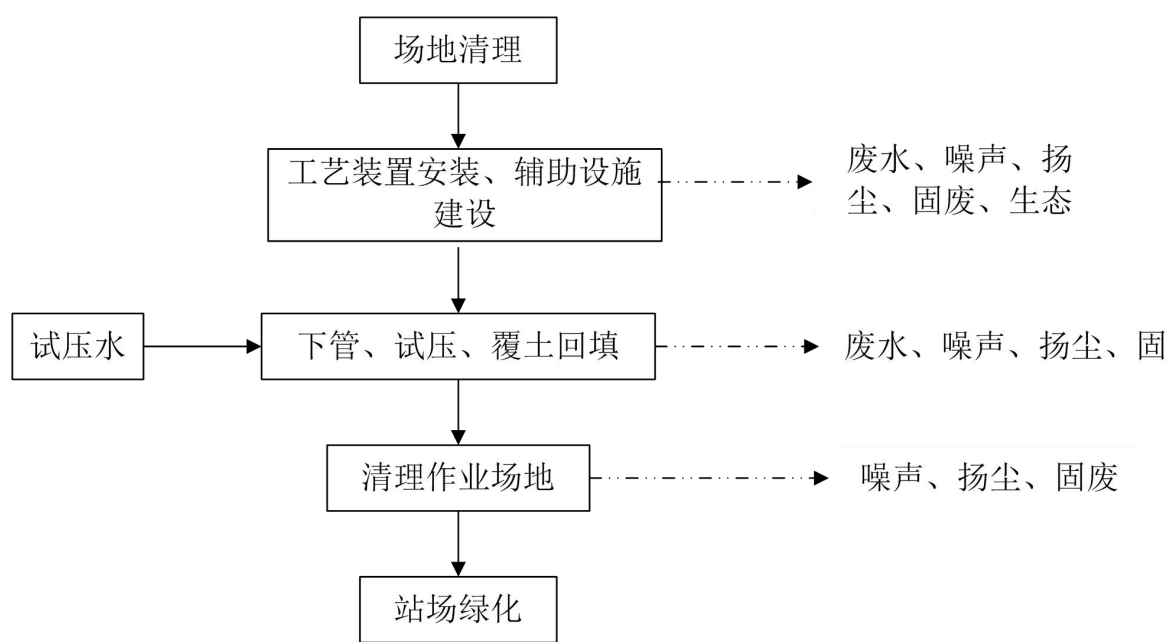 场地清理
工艺装置安装、辅助设施
建设
废水、噪声、扬
尘、固废、生态
试压水
下管、试压、覆土回填
废水、噪声、扬尘、固
清理作业场地
噪声、扬尘、固废
站场绿化